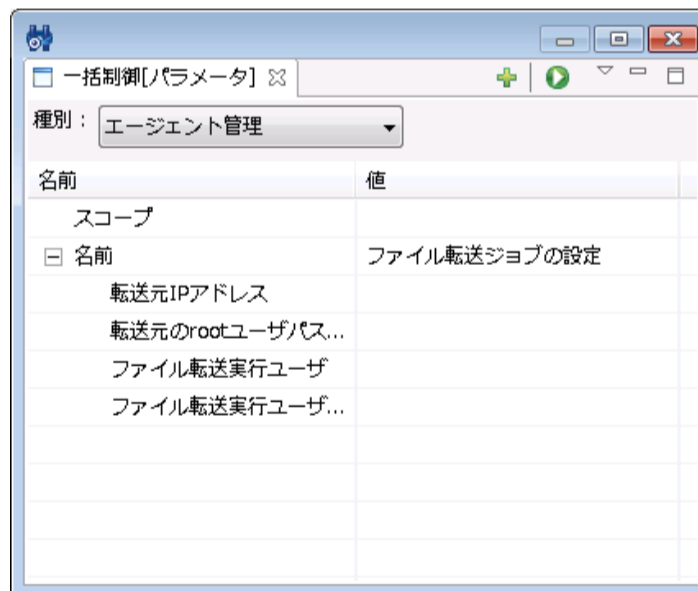 一括制御[パラメータ]
種別： エージェント管理
名前 値
スコープ
名前 ファイル転送ジョブの設定
転送元IPアドレス
転送元のrootユーザパス...
ファイル転送実行ユーザ
ファイル転送実行ユーザ...